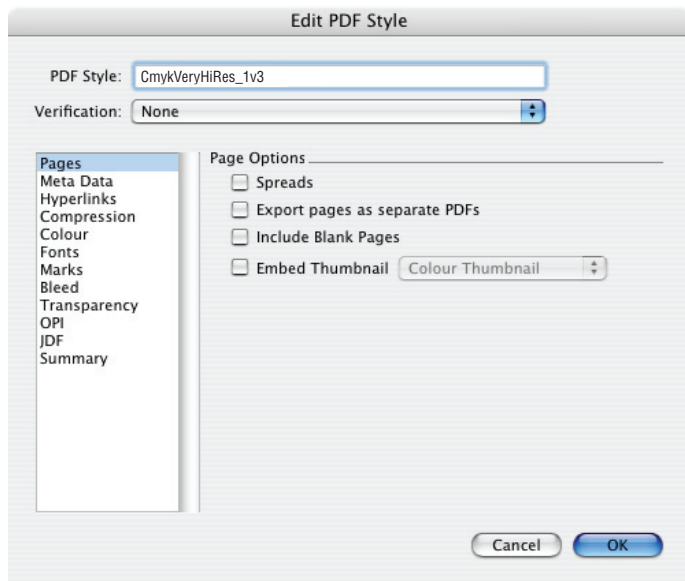 Edit PDF Style
PDF Style: CmykVeryHiRes_1v3
Verification: None
Pages
Meta Data
Hyperlinks
Compression
Colour
Fonts
Marks
Bleed
Transparency
OPI
JDF
Summary
Page Options
Spreads
Export pages as separate PDFs
Include Blank Pages
Embed Thumbnail Colour Thumbnail
Cancel OK